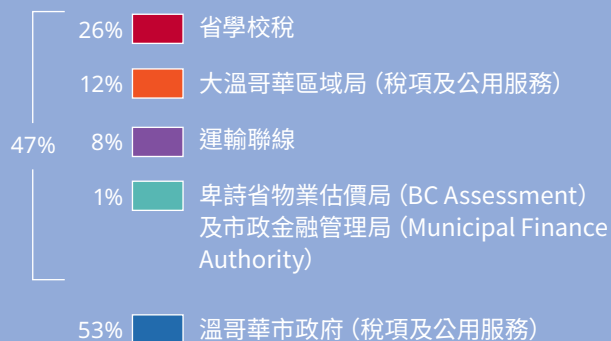 26% 省學校稅
12% 大溫哥華區域局（稅項及公用服務）
47%
8% 運輸聯線
1% 卑詩省物業估價局（BC Assessment）
及市政金融管理局（Municipal Finance
Authority）
53% 溫哥華市政府（稅項及公用服務）